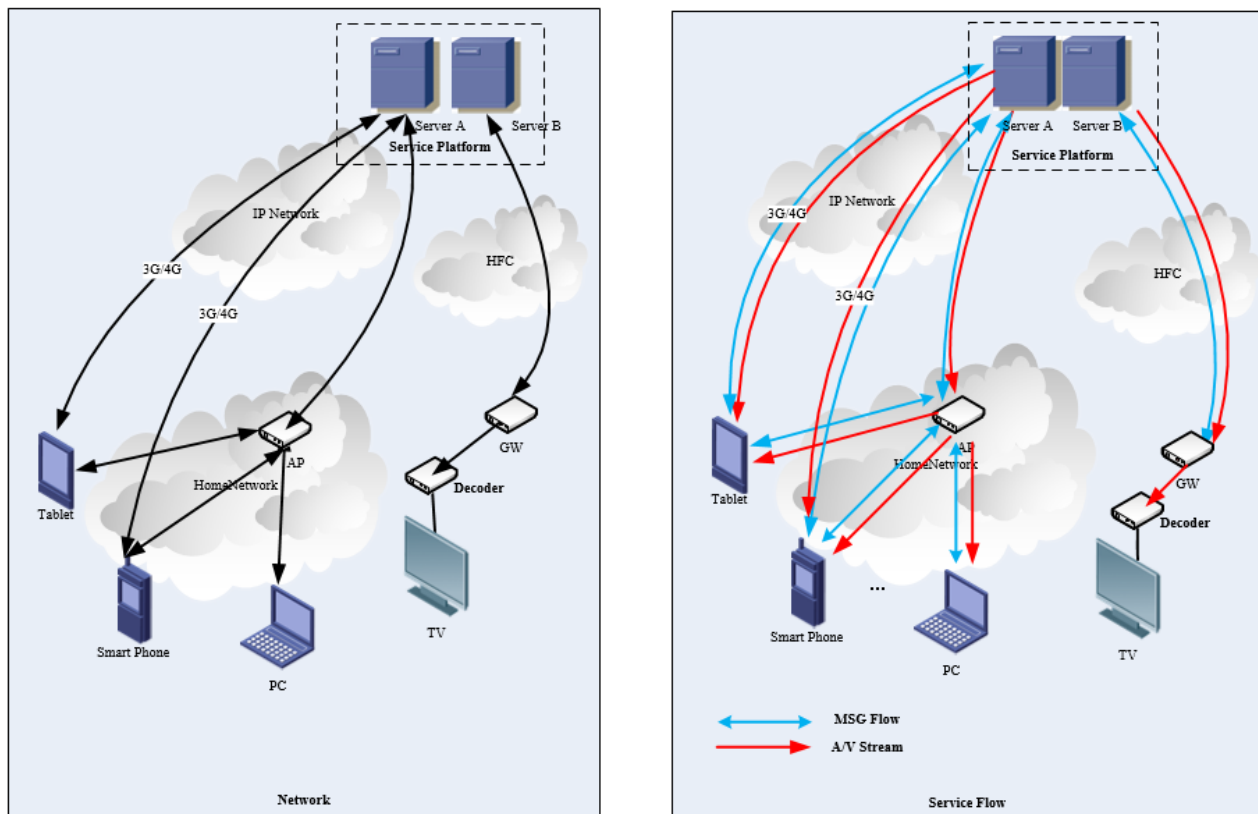 Server A
Server B
Service Platform
IP Network
HFC
3G/4G
3G/4G
GW
AP
HomeNetwork
Decoder
Tablet
TV
Smart Phone
PC
Network
Server A
Server B
Service Platform
IP Network
3G/4G
HFC
3G/4G
AP
HomeNetwork
GW
Tablet
Decoder
...
Smart Phone
TV
PC
MSG Flow
A/V Stream
Service Flow